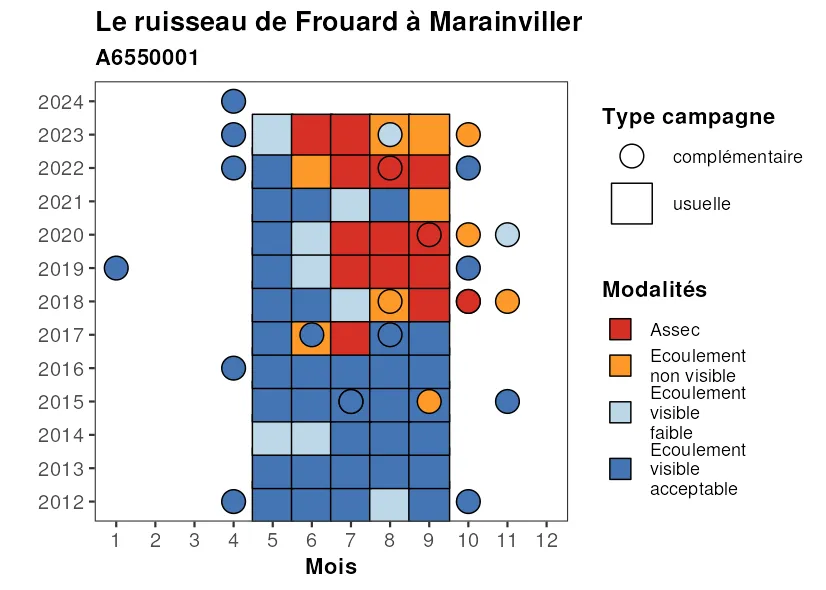 Le ruisseau de Frouard à Marainviller
A6550001
2024
2023
2022
2021
2020
2019
2018
2017
2016
2015
2014
2013
2012
1 2 3 4 5 6 7 8 9 10 11 12
Mois
Type campagne
complémentaire
usuelle
Modalités
Assec
Ecoulement
non visible
Ecoulement
visible
faible
Ecoulement
visible
acceptable